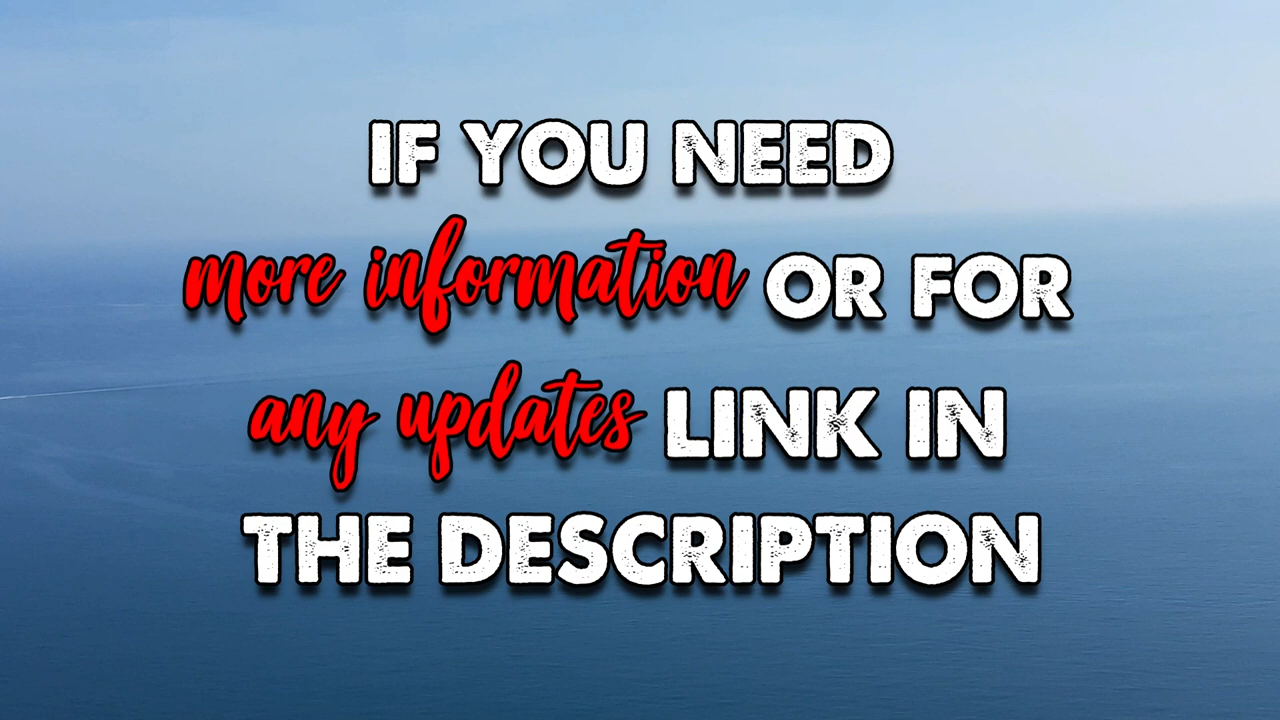 IF YOU NEED
more information OR FOR
any updates LINK IN
THE DESCRIPTION